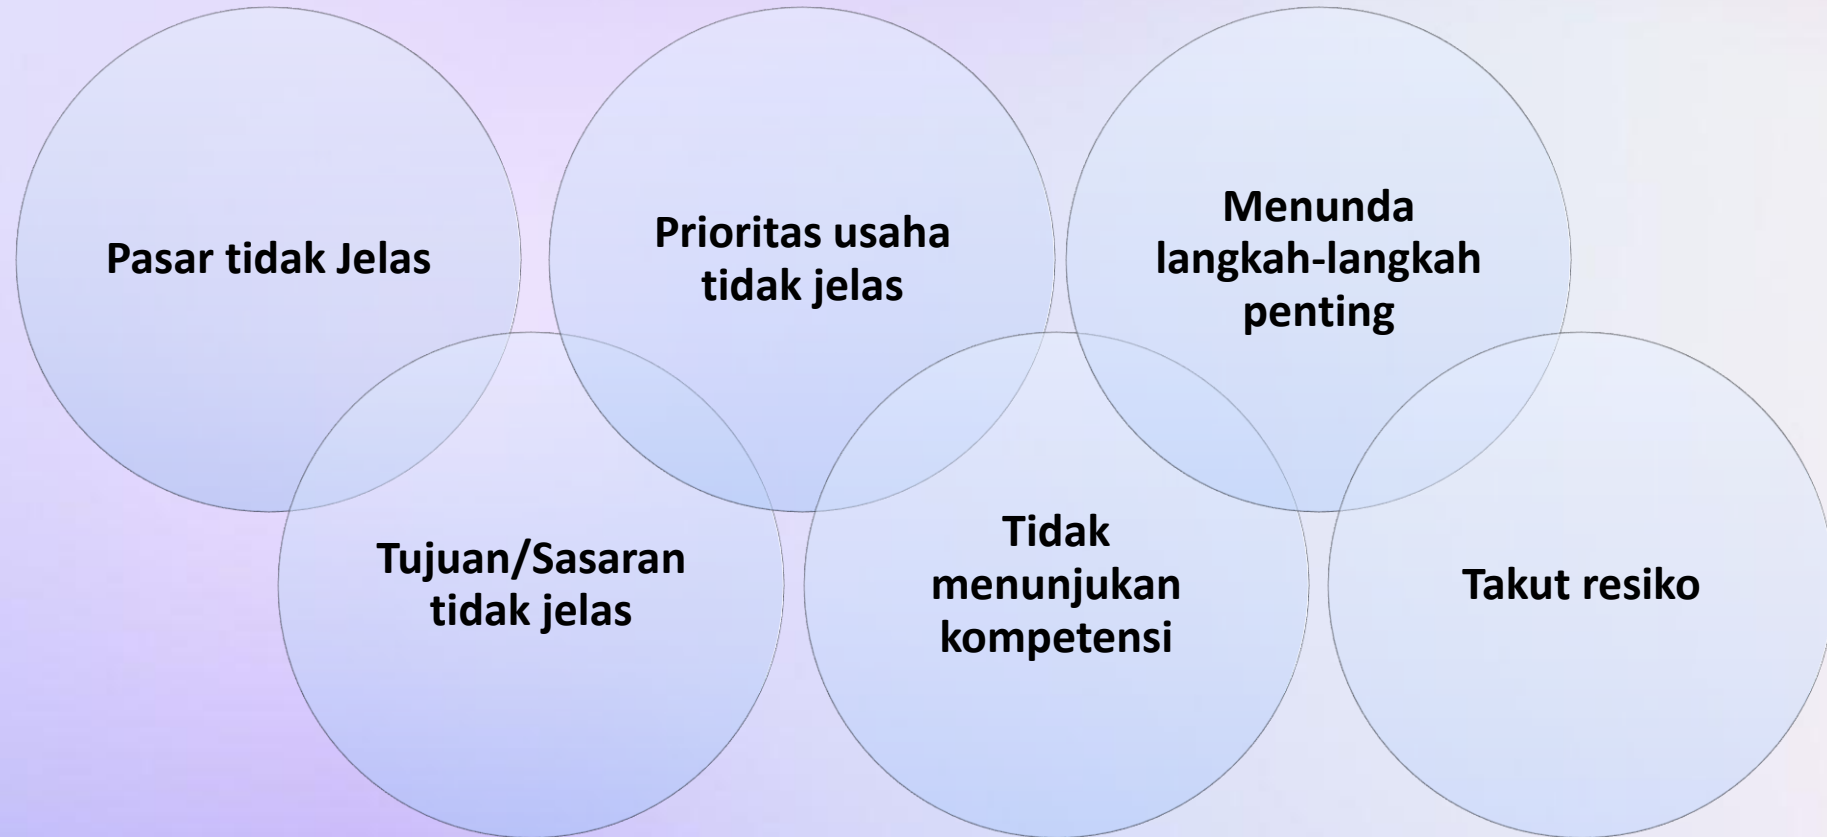 Pasar tidak Jelas
Tujuan/Sasaran
tidak jelas
Prioritas usaha
tidak jelas
Tidak
menunjukan
kompetensi
Menunda
langkah-langkah
penting
Takut resiko